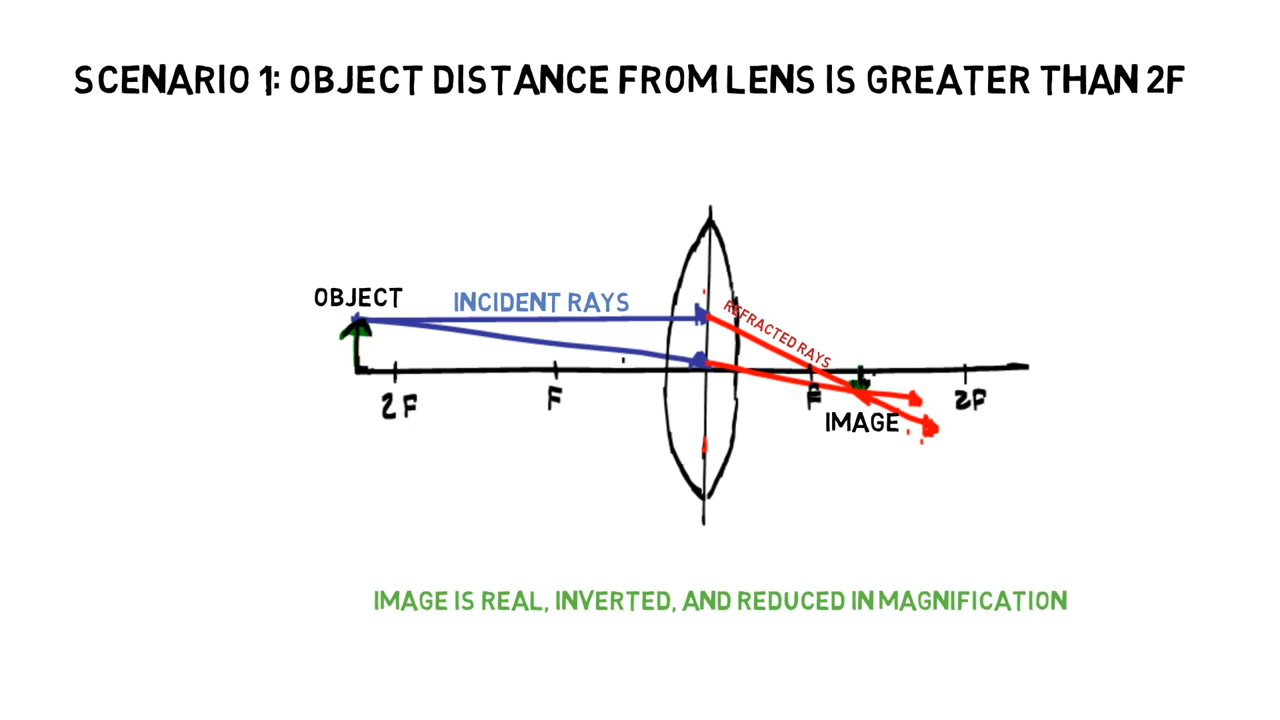 SCENARIO 1: OBJECT DISTANCE FROM LENS IS GREATER THAN 2F
OBJECT
INCIDENT RAYS
REFRACTED RAYS
2F
F
F
2F
IMAGE
IMAGE IS REAL, INVERTED, AND REDUCED IN MAGNIFICATION